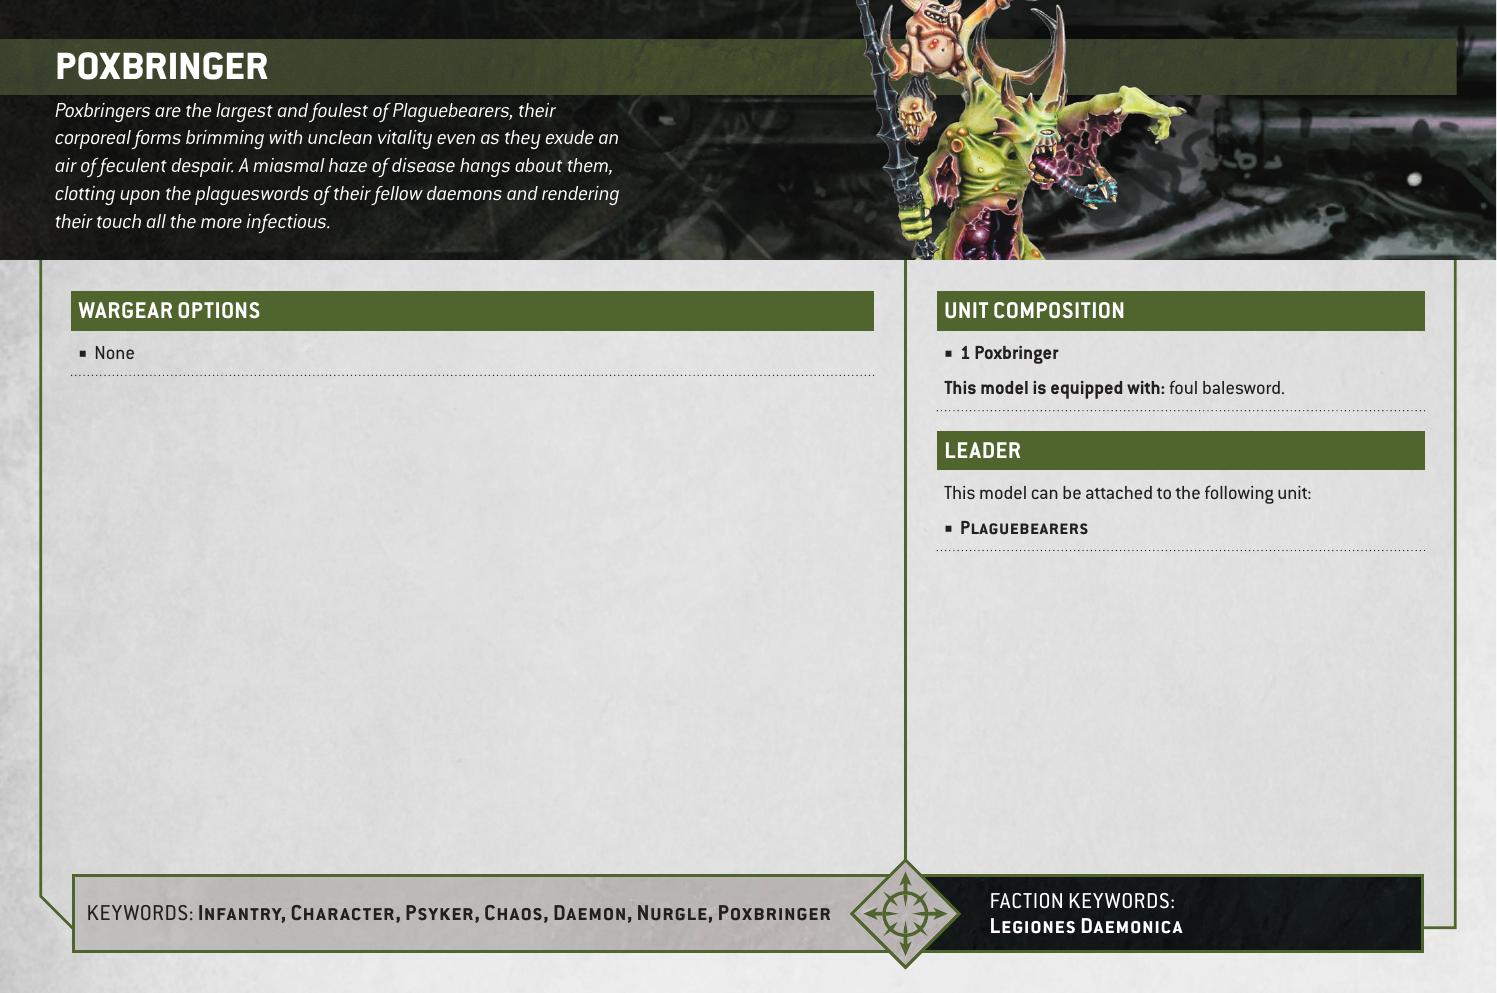 POXBRINGER
Poxbringers are the largest and foulest of Plaguebearers, their
corporeal forms brimming with unclean vitality even as they exude an
air of feculent despair. A miasmal haze of disease hangs about them,
clotting upon the plagueswords of their fellow daemons and rendering
their touch all the more infectious.
WARGEAR OPTIONS
▪ None
UNIT COMPOSITION
▪ 1 Poxbringer
This model is equipped with: foul balesword.
LEADER
This model can be attached to the following unit:
▪ PLAGUEBEARERS
KEYWORDS: INFANTRY, CHARACTER, PSYKER, CHAOS, DAEMON, NURGLE, POXBRINGER
FACTION KEYWORDS:
LEGIONES DAEMONICA